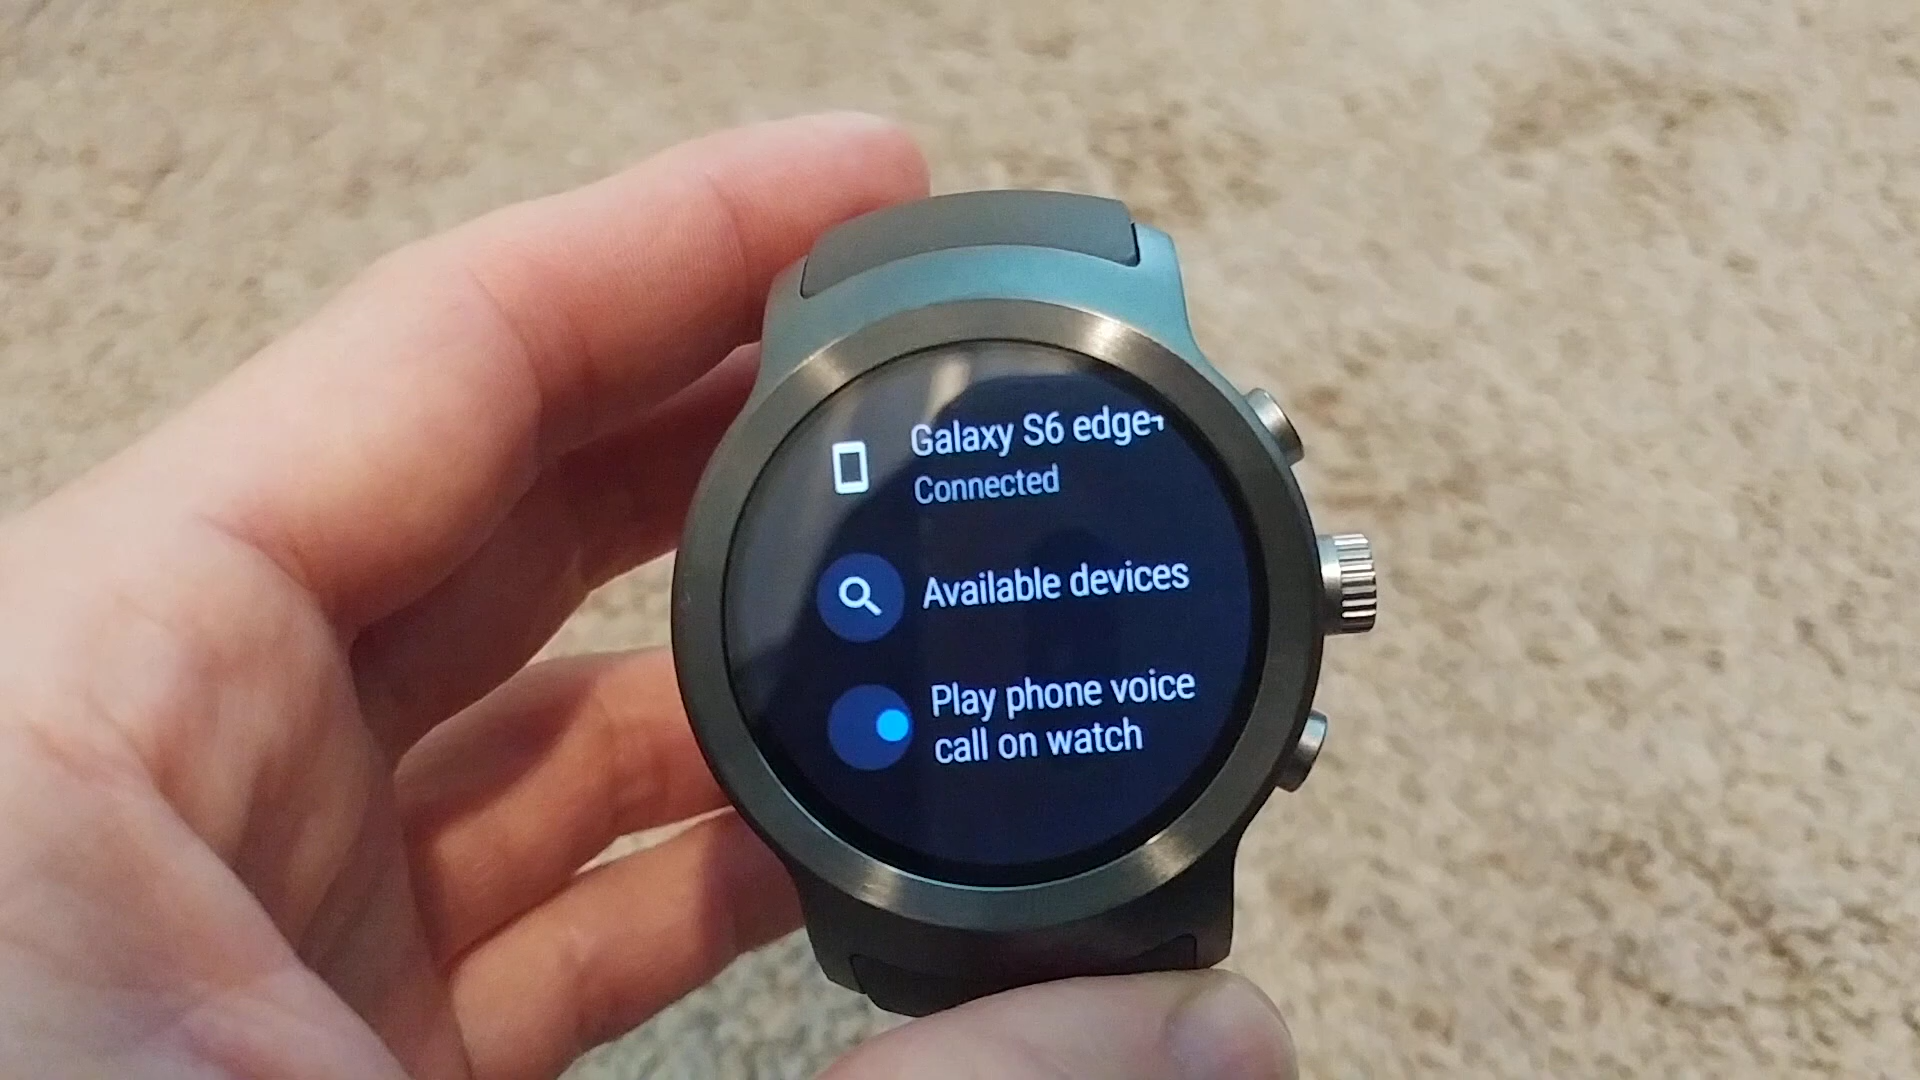 Galaxy S6 edge+
Connected
Available devices
Play phone voice
call on watch